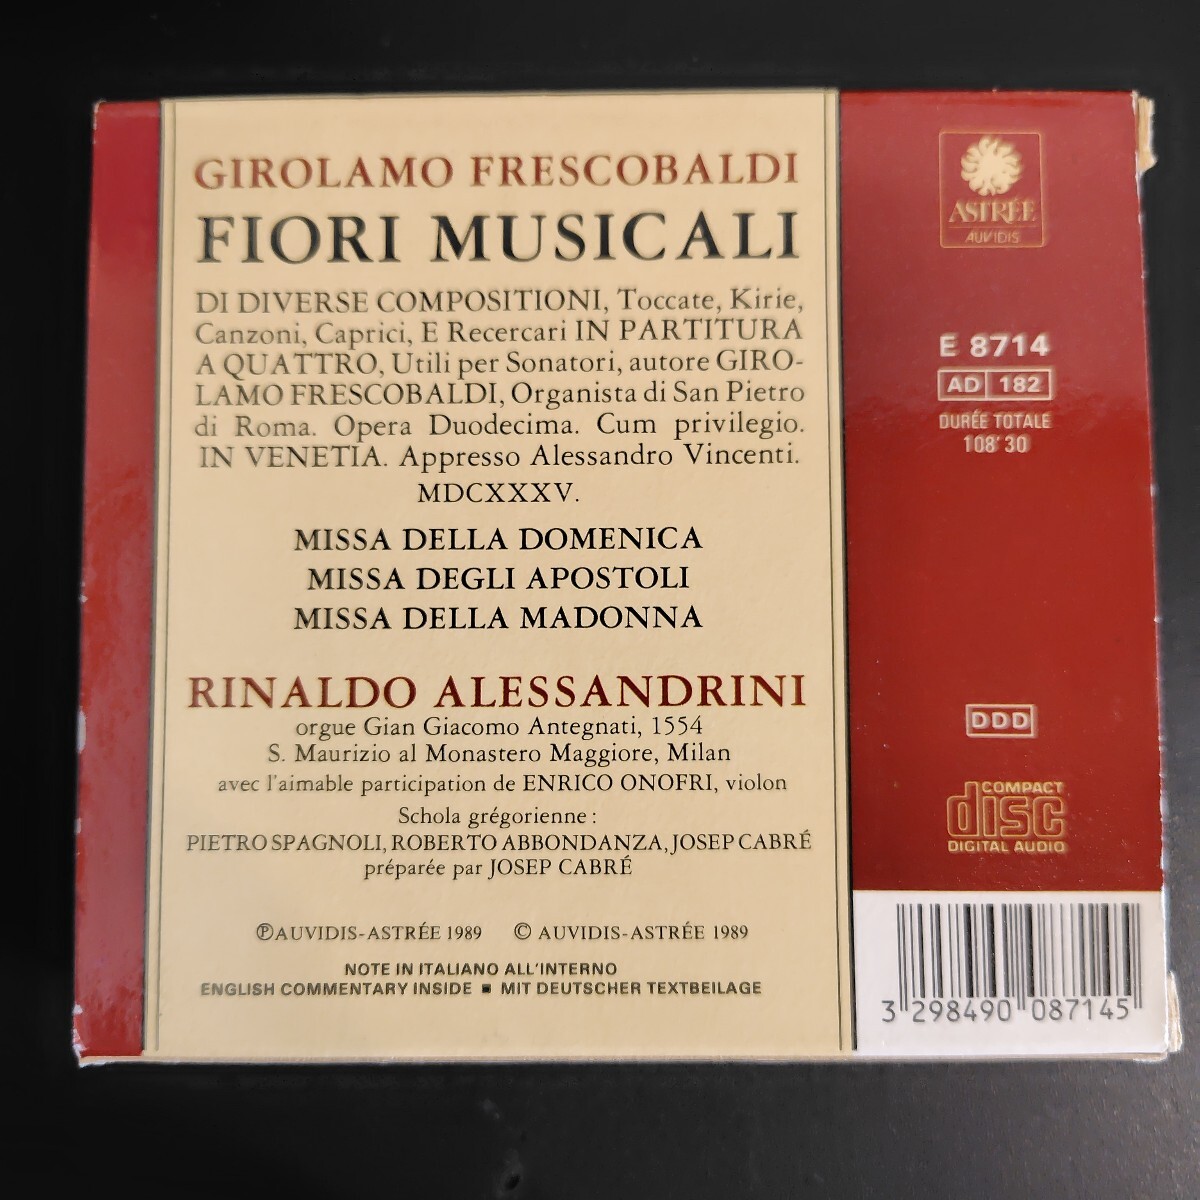 GIROLAMO FRESCOBALDI
FIORI MUSICALI
DI DIVERSE COMPOSITIONI, Toccate, Kirie,
Canzoni, Caprici, E Recercari IN PARTITURA
A QUATTRO, Utili per Sonatori, autore GIRO-
LAMO FRESCOBALDI, Organista di San Pietro
di Roma. Opera Duodecima. Cum privilegio.
IN VENETIA. Appresso Alessandro Vincenti.
MDCXXXV.
MISSA DELLA DOMENICA
MISSA DEGLI APOSTOLI
MISSA DELLA MADONNA
RINALDO ALESSANDRINI
orgue Gian Giacomo Antegnati, 1554
S. Maurizio al Monastero Maggiore, Milan
avec l'aimable participation de ENRICO ONOFRI, violon
Schola grégorienne :
PIETRO SPAGNOLI, ROBERTO ABBONDANZA, JOSEP CABRÉ
préparée par JOSEP CABRÉ
℗ AUVIDIS-ASTRÉE 1989 © AUVIDIS-ASTRÉE 1989
NOTE IN ITALIANO ALL'INTERNO
ENGLISH COMMENTARY INSIDE ■ MIT DEUTSCHER TEXTBEILAGE
ASTRÉE
AUVIDIS
E 8714
AD 182
DURÉE TOTALE
108' 30
DDD
COMPACT
disc
DIGITAL AUDIO
3 298490 087145